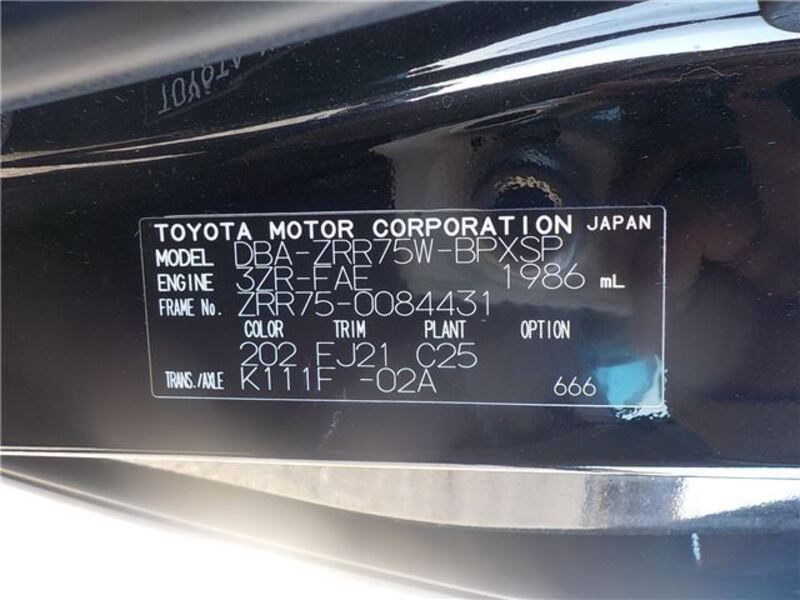 TOYOTA MOTOR CORPORATION JAPAN
MODEL DBA-ZRR75W-BPXSP
ENGINE 3ZR-FAE 1986 mL
FRAME No. ZRR75-0084431
COLOR TRIM PLANT OPTION
202 FJ21 C25
TRANS./AXLE K111F -02A 666